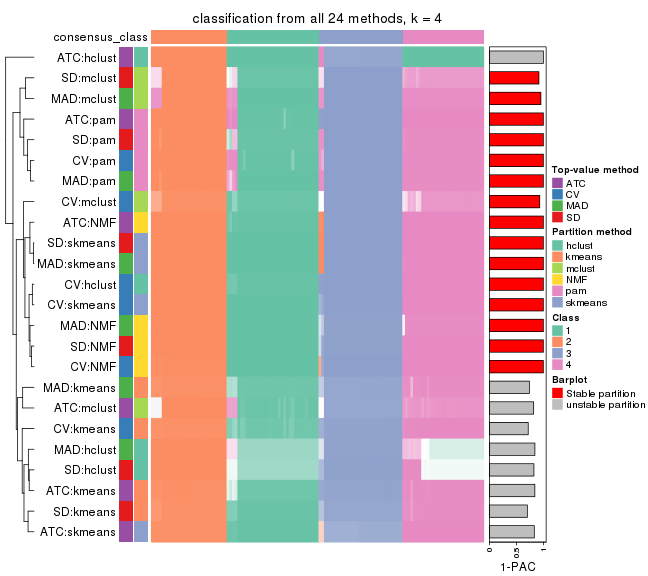 classification from all 24 methods, k = 4
consensus_class
ATC:hclust
SD:mclust
MAD:mclust
ATC:pam
SD:pam
CV:pam
MAD:pam
CV:mclust
ATC:NMF
SD:skmeans
MAD:skmeans
CV:hclust
CV:skmeans
MAD:NMF
SD:NMF
CV:NMF
MAD:kmeans
ATC:mclust
CV:kmeans
MAD:hclust
SD:hclust
ATC:kmeans
SD:kmeans
ATC:skmeans
0
0.5
1
1-PAC
Top-value method
ATC
CV
MAD
SD
Partition method
hclust
kmeans
mclust
NMF
pam
skmeans
Class
1
2
3
4
Barplot
Stable partition
unstable partition